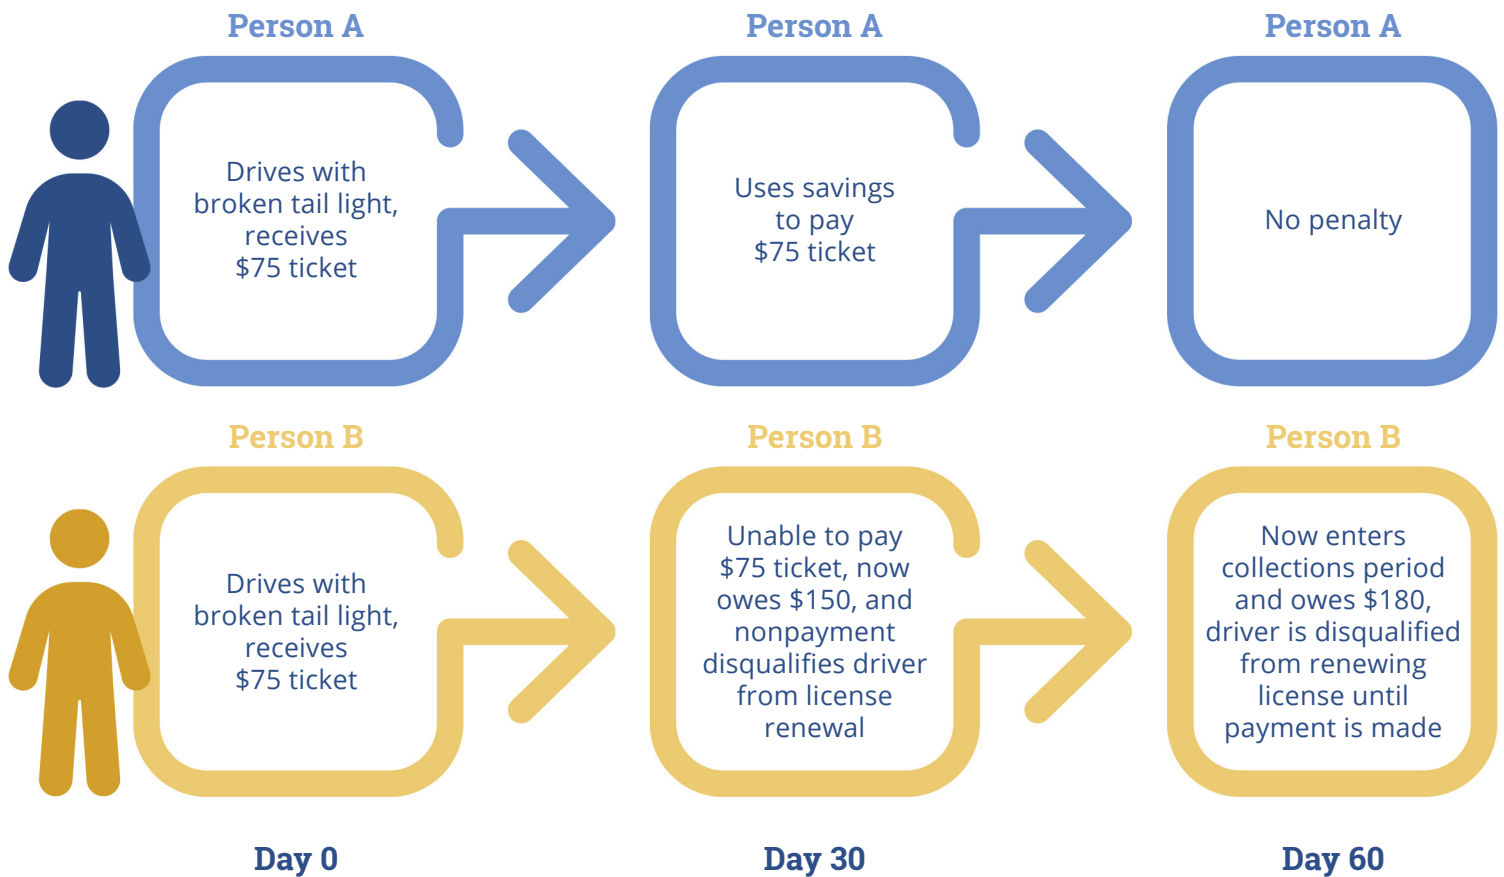 Person A
Drives with
broken tail light,
receives
$75 ticket
Person A
Uses savings
to pay
$75 ticket
Person A
No penalty
Person B
Drives with
broken tail light,
receives
$75 ticket
Person B
Unable to pay
$75 ticket, now
owes $150, and
nonpayment
disqualifies driver
from license
renewal
Person B
Now enters
collections period
and owes $180,
driver is disqualified
from renewing
license until
payment is made
Day 0
Day 30
Day 60